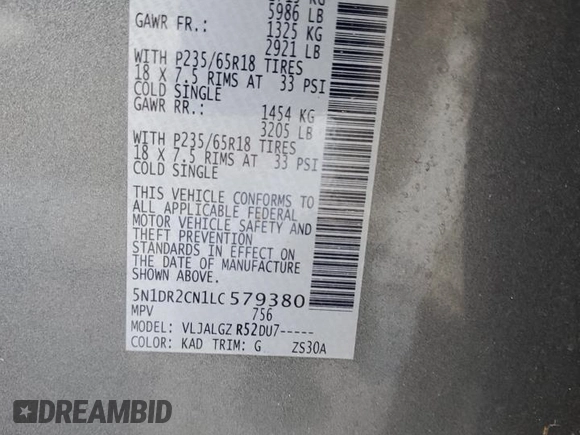 5986 LB
GAWR FR.: 1325 KG
2921 LB
WITH P235/65R18 TIRES
18 X 7.5 RIMS AT 33 PSI
COLD SINGLE
GAWR RR.: 1454 KG
3205 LB
WITH P235/65R18 TIRES
18 X 7.5 RIMS AT 33 PSI
COLD SINGLE
THIS VEHICLE CONFORMS TO
ALL APPLICABLE FEDERAL
MOTOR VEHICLE SAFETY AND
THEFT PREVENTION
STANDARDS IN EFFECT ON
THE DATE OF MANUFACTURE
SHOWN ABOVE.
5N1DR2CN1LC579380
MPV 756
MODEL: VLJALGZ R52DU7-----
COLOR: KAD TRIM: G ZS30A
DREAMBID